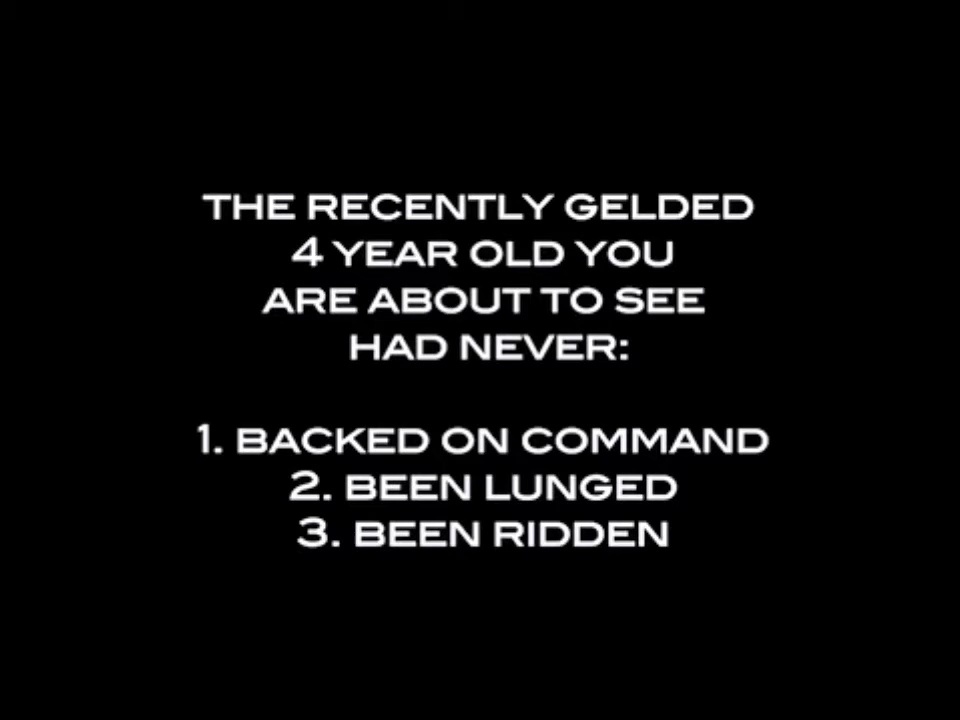 THE RECENTLY GELDED
4 YEAR OLD YOU
ARE ABOUT TO SEE
HAD NEVER:
1. BACKED ON COMMAND
2. BEEN LUNGED
3. BEEN RIDDEN